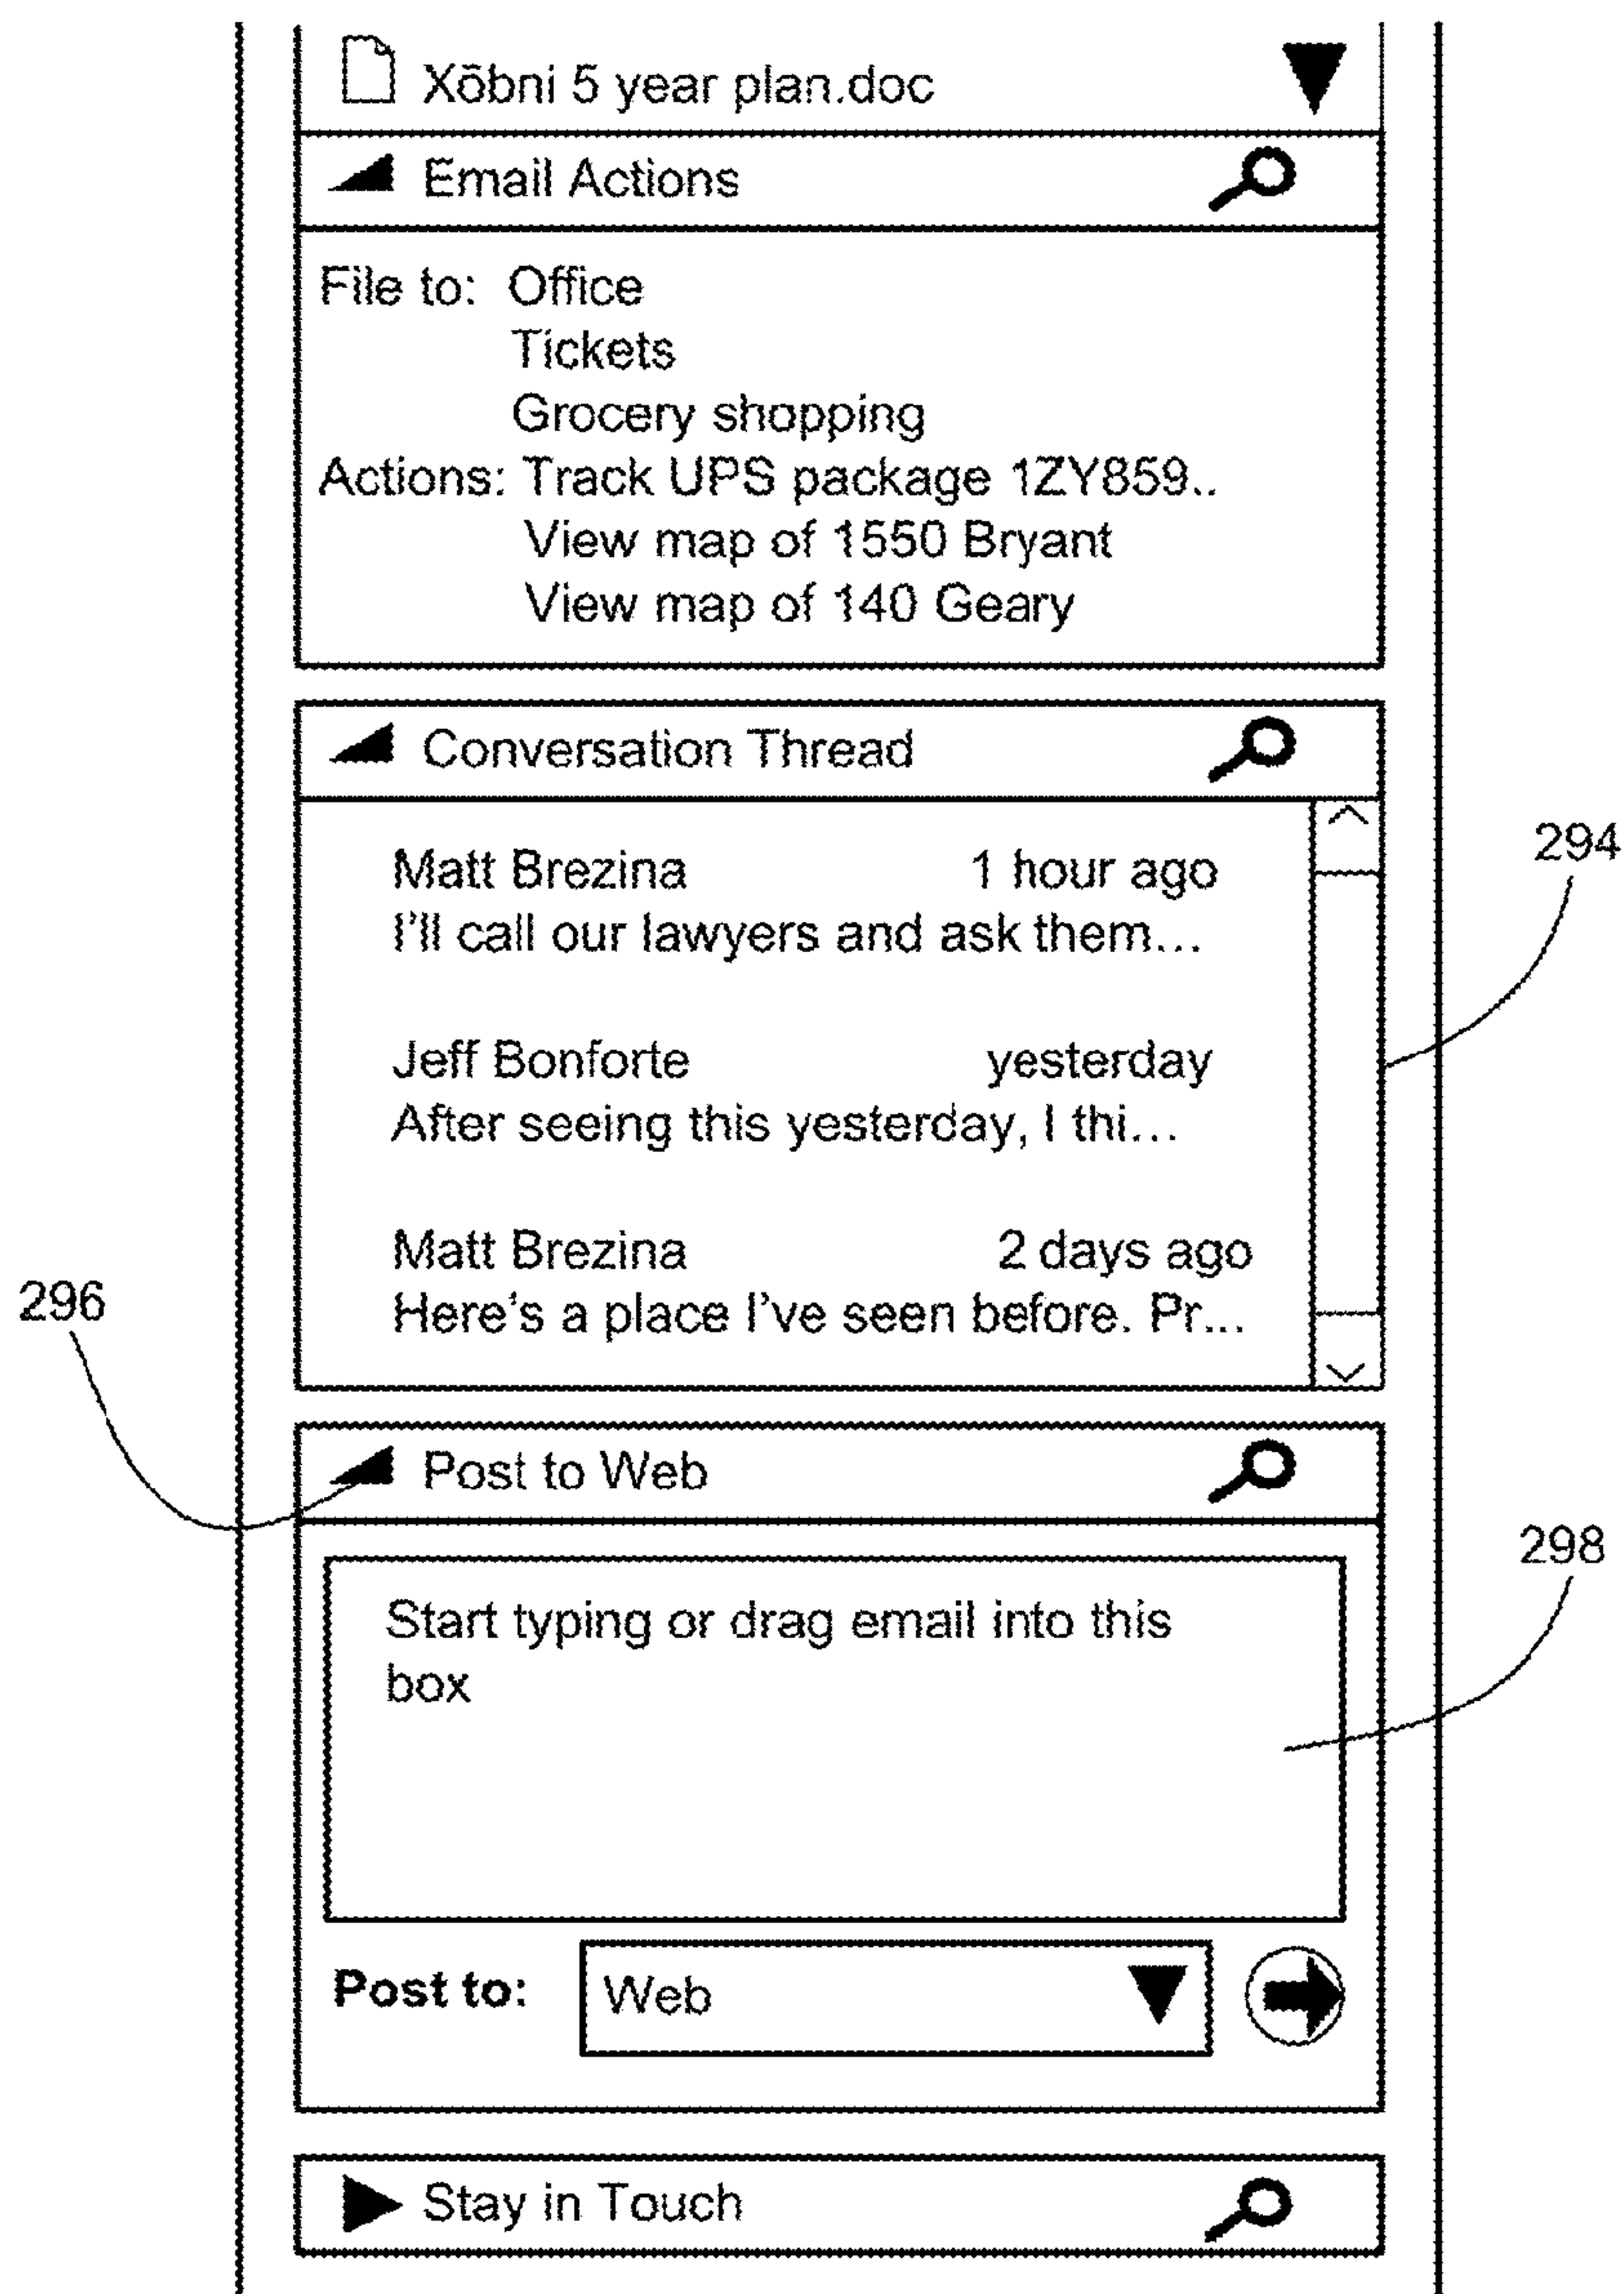 Xōbni 5 year plan.doc
Email Actions
File to: Office
Tickets
Grocery shopping
Actions: Track UPS package 1ZY859..
View map of 1550 Bryant
View map of 140 Geary
Conversation Thread
294
Matt Brezina 1 hour ago
I'll call our lawyers and ask them...
Jeff Bonforte yesterday
After seeing this yesterday, I thi...
Matt Brezina 2 days ago
296
Here's a place I've seen before. Pr...
Post to Web
298
Start typing or drag email into this
box
Post to: Web
Stay in Touch